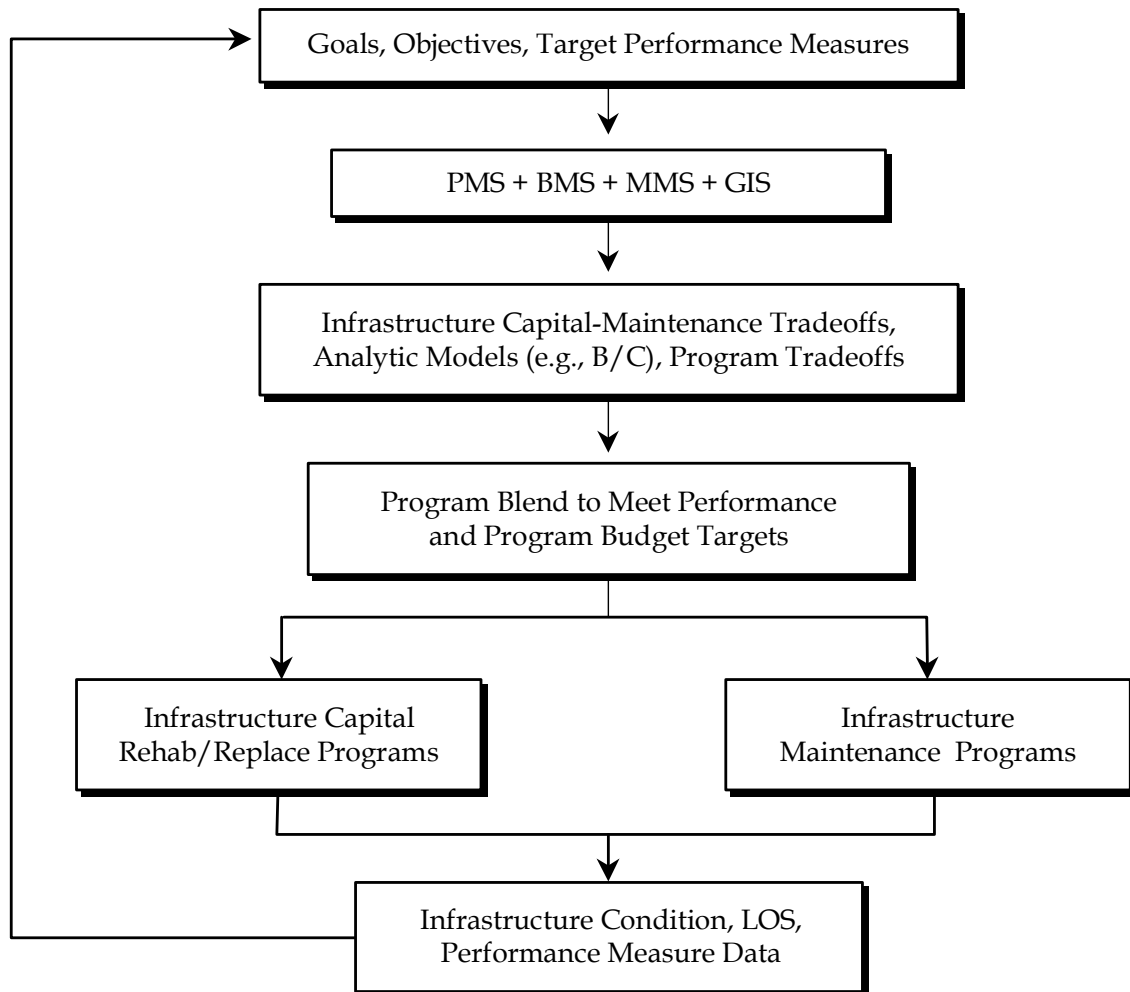 Goals, Objectives, Target Performance Measures
PMS + BMS + MMS + GIS
Infrastructure Capital-Maintenance Tradeoffs,
Analytic Models (e.g., B/C), Program Tradeoffs
Program Blend to Meet Performance
and Program Budget Targets
Infrastructure Capital
Rehab/Replace Programs
Infrastructure
Maintenance  Programs
Infrastructure Condition, LOS,
Performance Measure Data